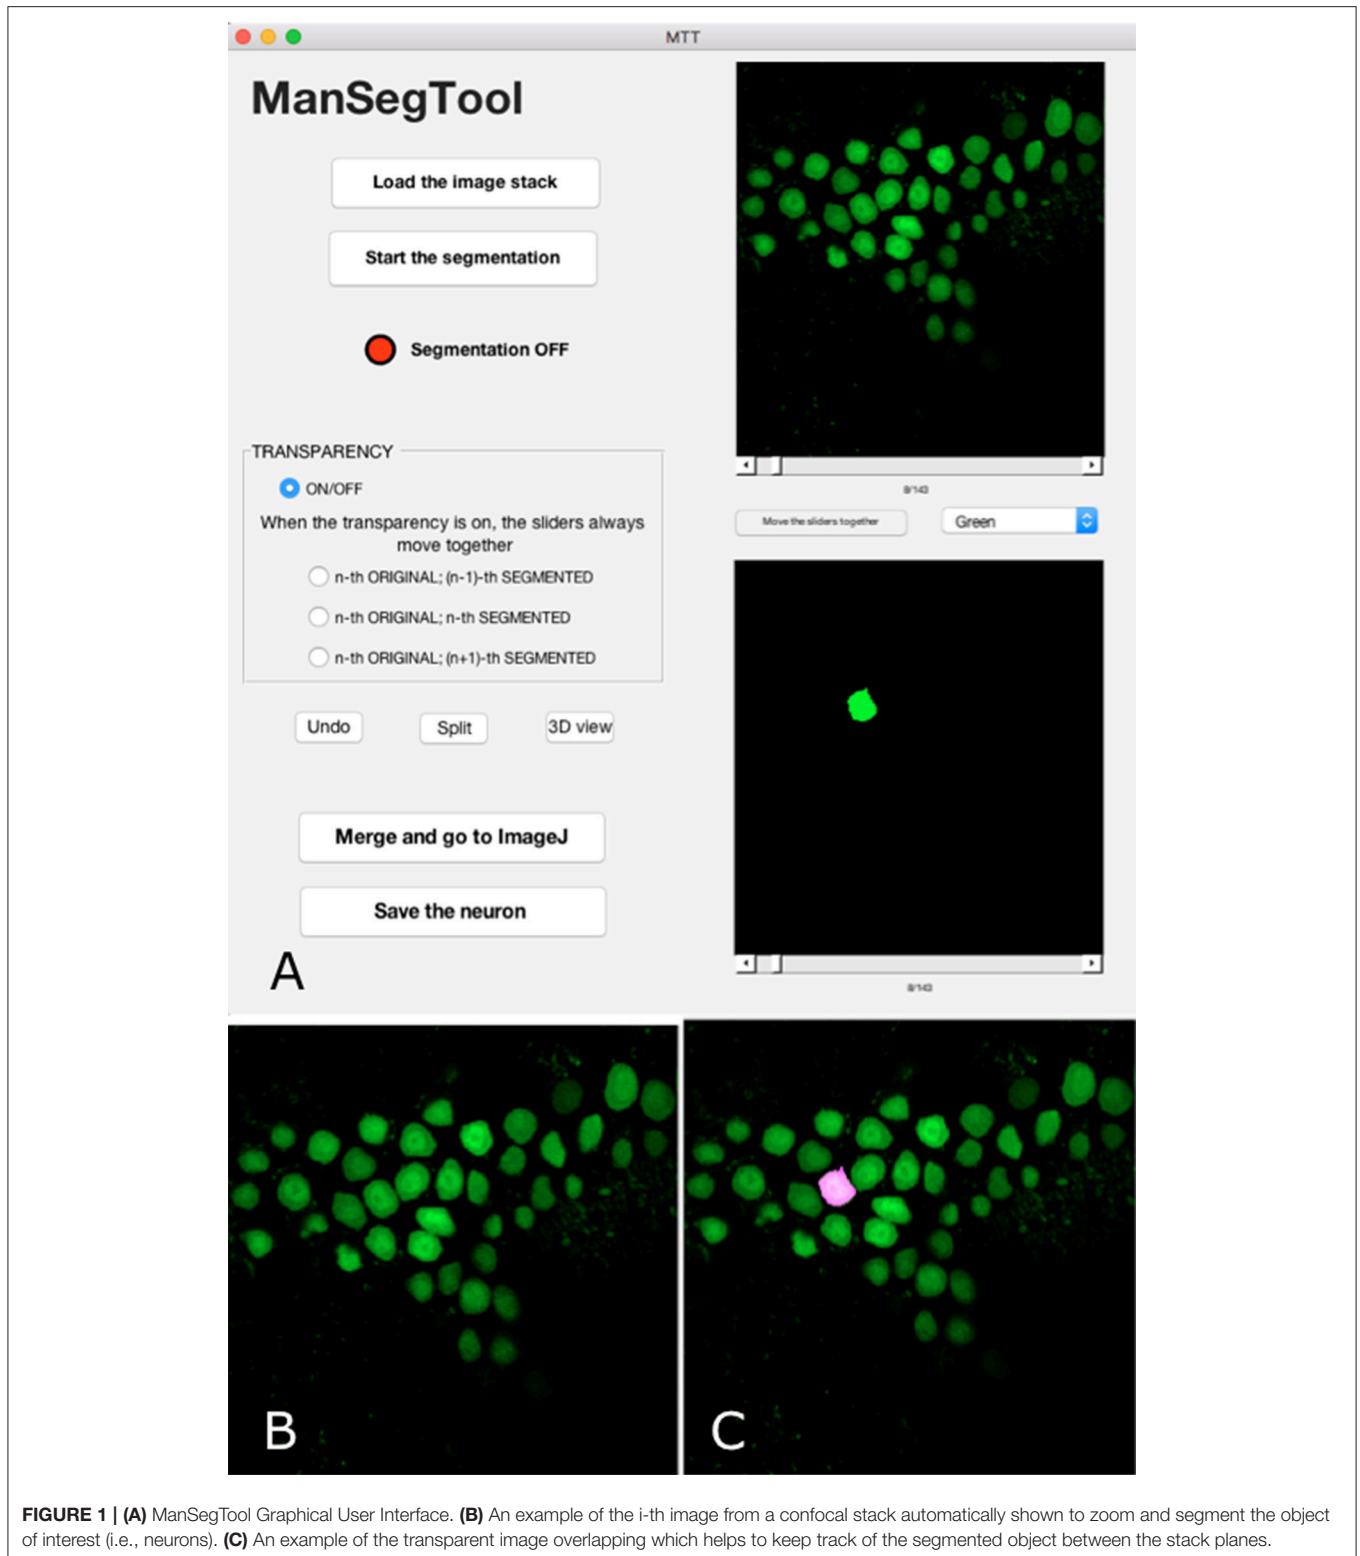 MTT
ManSegTool
Load the image stack
Start the segmentation
Segmentation OFF
TRANSPARENCY
ON/OFF
When the transparency is on, the sliders always
move together
n-th ORIGINAL; (n-1)-th SEGMENTED
n-th ORIGINAL; n-th SEGMENTED
n-th ORIGINAL; (n+1)-th SEGMENTED
Undo
Split
3D view
Merge and go to ImageJ
Save the neuron
A
8/143
Move the sliders together
Green
8/143
B
C
FIGURE 1 | (A) ManSegTool Graphical User Interface. (B) An example of the i-th image from a confocal stack automatically shown to zoom and segment the object
of interest (i.e., neurons). (C) An example of the transparent image overlapping which helps to keep track of the segmented object between the stack planes.